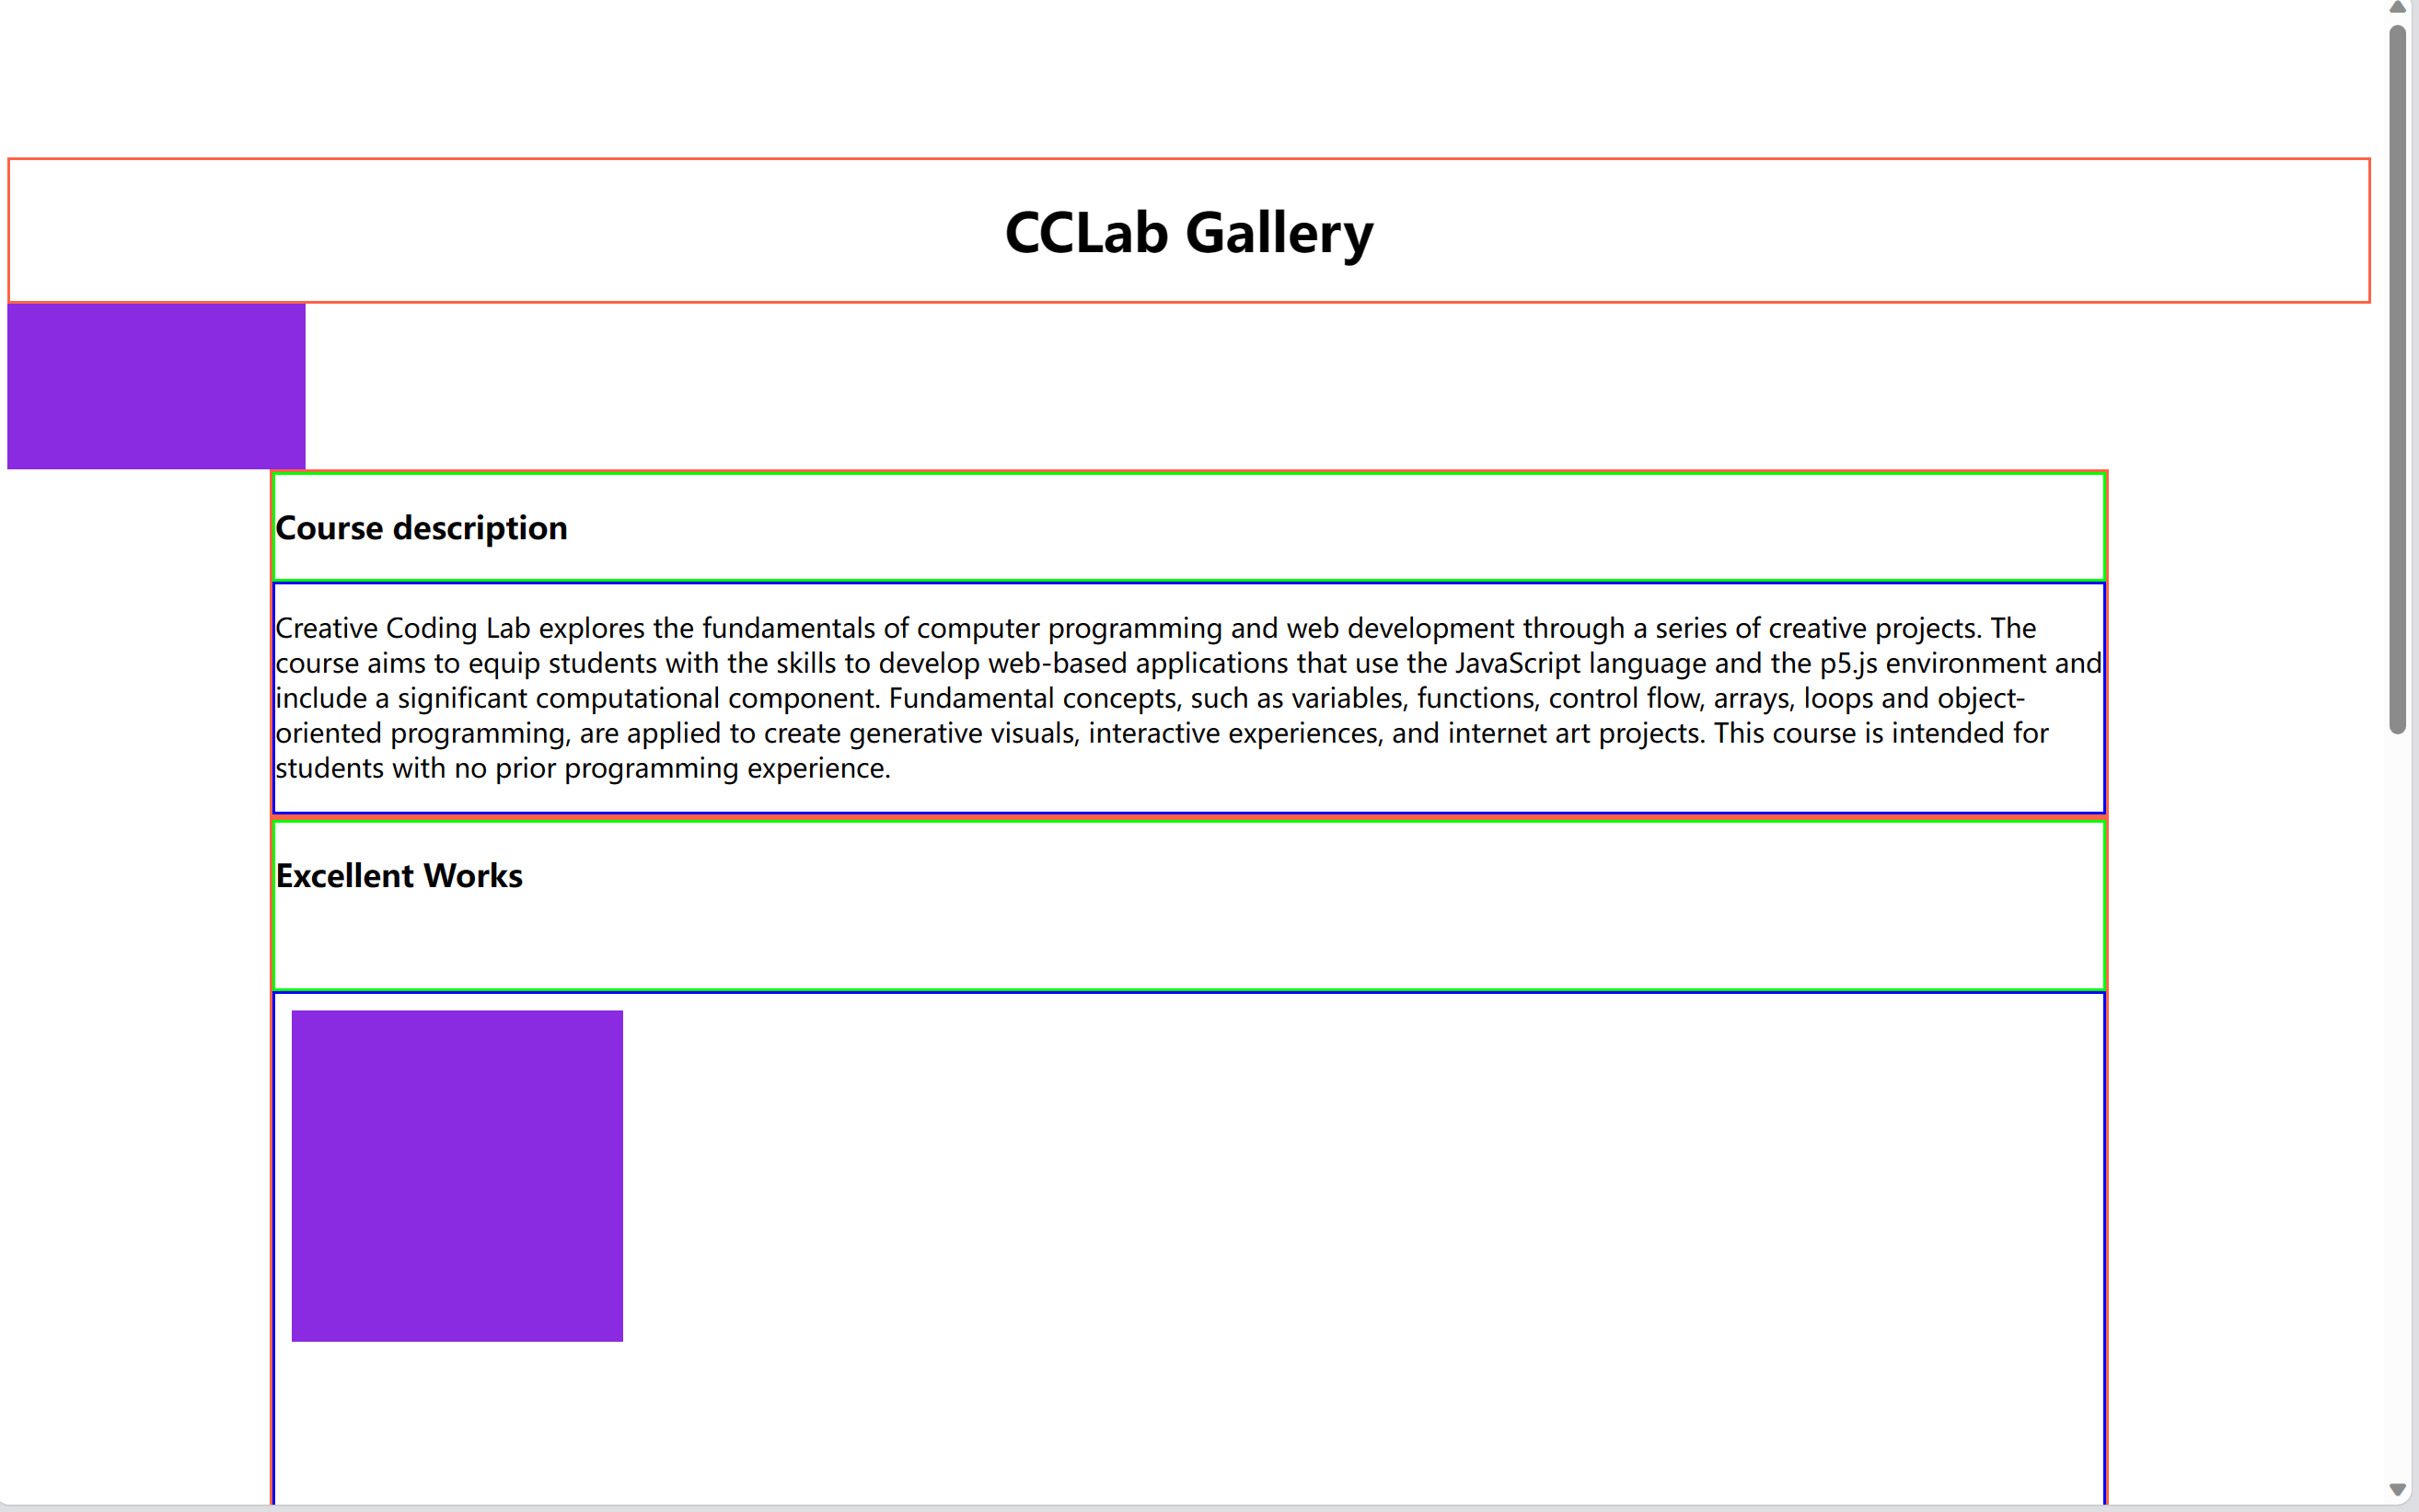 CCLab Gallery
Course description
Creative Coding Lab explores the fundamentals of computer programming and web development through a series of creative projects. The
course aims to equip students with the skills to develop web-based applications that use the JavaScript language and the p5.js environment and
include a significant computational component. Fundamental concepts, such as variables, functions, control flow, arrays, loops and object-
oriented programming, are applied to create generative visuals, interactive experiences, and internet art projects. This course is intended for
students with no prior programming experience.
Excellent Works